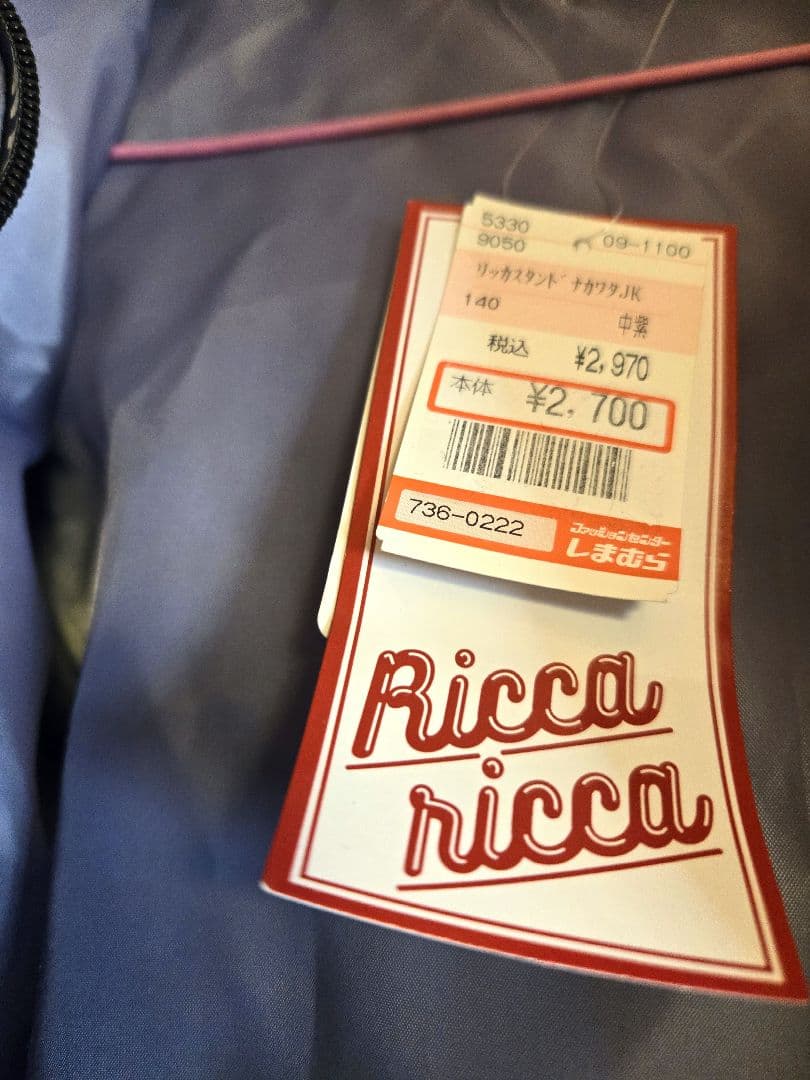 5330
9050 09-1100
リッカスタンド ナカワタJK
140
中紫
税込 ¥2,970
本体 ¥2,700
736-0222
ファッションセンター
しまむら
Ricca
ricca